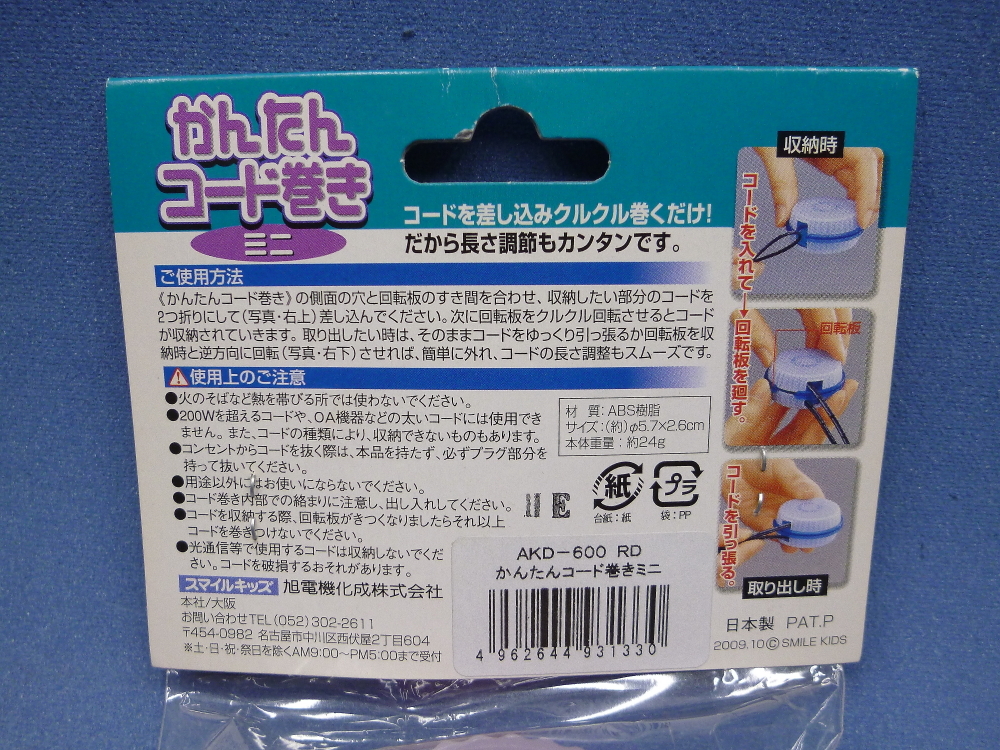 かんたん
コード巻き
ミニ
コードを差し込みクルクル巻くだけ!
だから長さ調節もカンタンです。
ご使用方法
《かんたんコード巻き》の側面の穴と回転板のすき間を合わせ、収納したい部分のコードを
2つ折りにして(写真・右上)差し込んでください。次に回転板をクルクル回転させるとコード
が収納されていきます。取り出したい時は、そのままコードをゆっくり引っ張るか回転板を収
納時と逆方向に回転(写真・右下)させれば、簡単に外れ、コードの長さ調整もスムーズです。
使用上のご注意
●火のそばなど熱を帯びる所では使わないでください。
●200Wを超えるコードや、OA機器などの太いコードには使用でき
ません。また、コードの種類により、収納できないものもあります。
●コンセントからコードを抜く際は、本品を持たず、必ずプラグ部分を
持って抜いてください。
●用途以外にはお使いにならないでください。
●コード巻き内部での絡まりに注意し、出し入れしてください。
●コードを収納する際、回転板がきつくなりましたらそれ以上
コードを巻きつけないでください。
●光通信等で使用するコードは収納しないでくだ
さい。コードを破損するおそれがあります。
材 質:ABS樹脂
サイズ:(約)φ5.7×2.6cm
本体重量:約24g
紙
台紙:紙
プラ
袋:PP
11 E
スマイルキッズ 旭電機化成株式会社
本社/大阪
お問い合わせTEL(052)302-2611
〒454-0982 名古屋市中川区西伏屋2丁目604
※土・日・祝・祭日を除くAM9:00〜PM5:00まで受付
AKD-600 RD
かんたんコード巻きミニ
4 962644 931330
収納時
コードを入れて→回転板を廻す。
回転板
コードを引っ張る。
取り出し時
日本製 PAT.P
2009.10 © SMILE KIDS